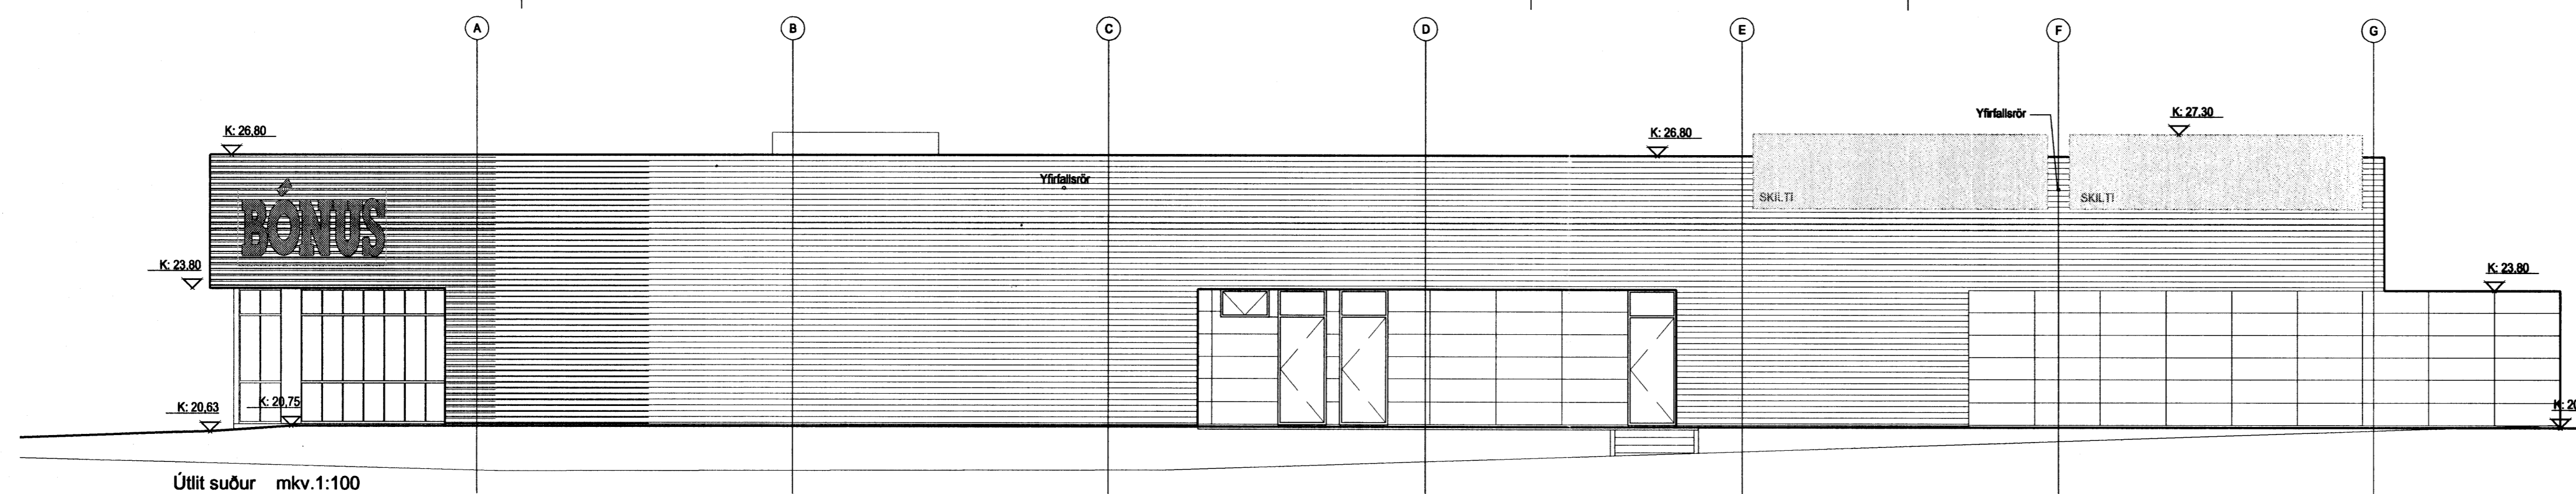 A B C D E F G
K: 26,80
K: 26,80
Yfirfallsrör
K: 27,30
Yfirfallsrör
SKILTI
SKILTI
BÓNUS
K: 23,80
K: 23,80
K: 20,63
K: 20,75
Útlit suður mkv.1:100